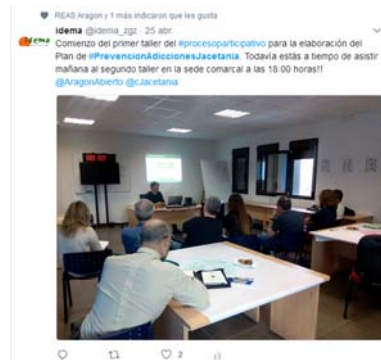 REAS Aragon y 1 más indicaron que les gusta
idema @idema_zgz · 25 abr.
Comienzo del primer taller del #procesoparticipativo para la elaboración del
Plan de #PrevencionAdiccionesJacetania. Todavía estás a tiempo de asistir
mañana al segundo taller en la sede comarcal a las 18:00 horas!!
@AragonAbierto @cJacetania
idema
2